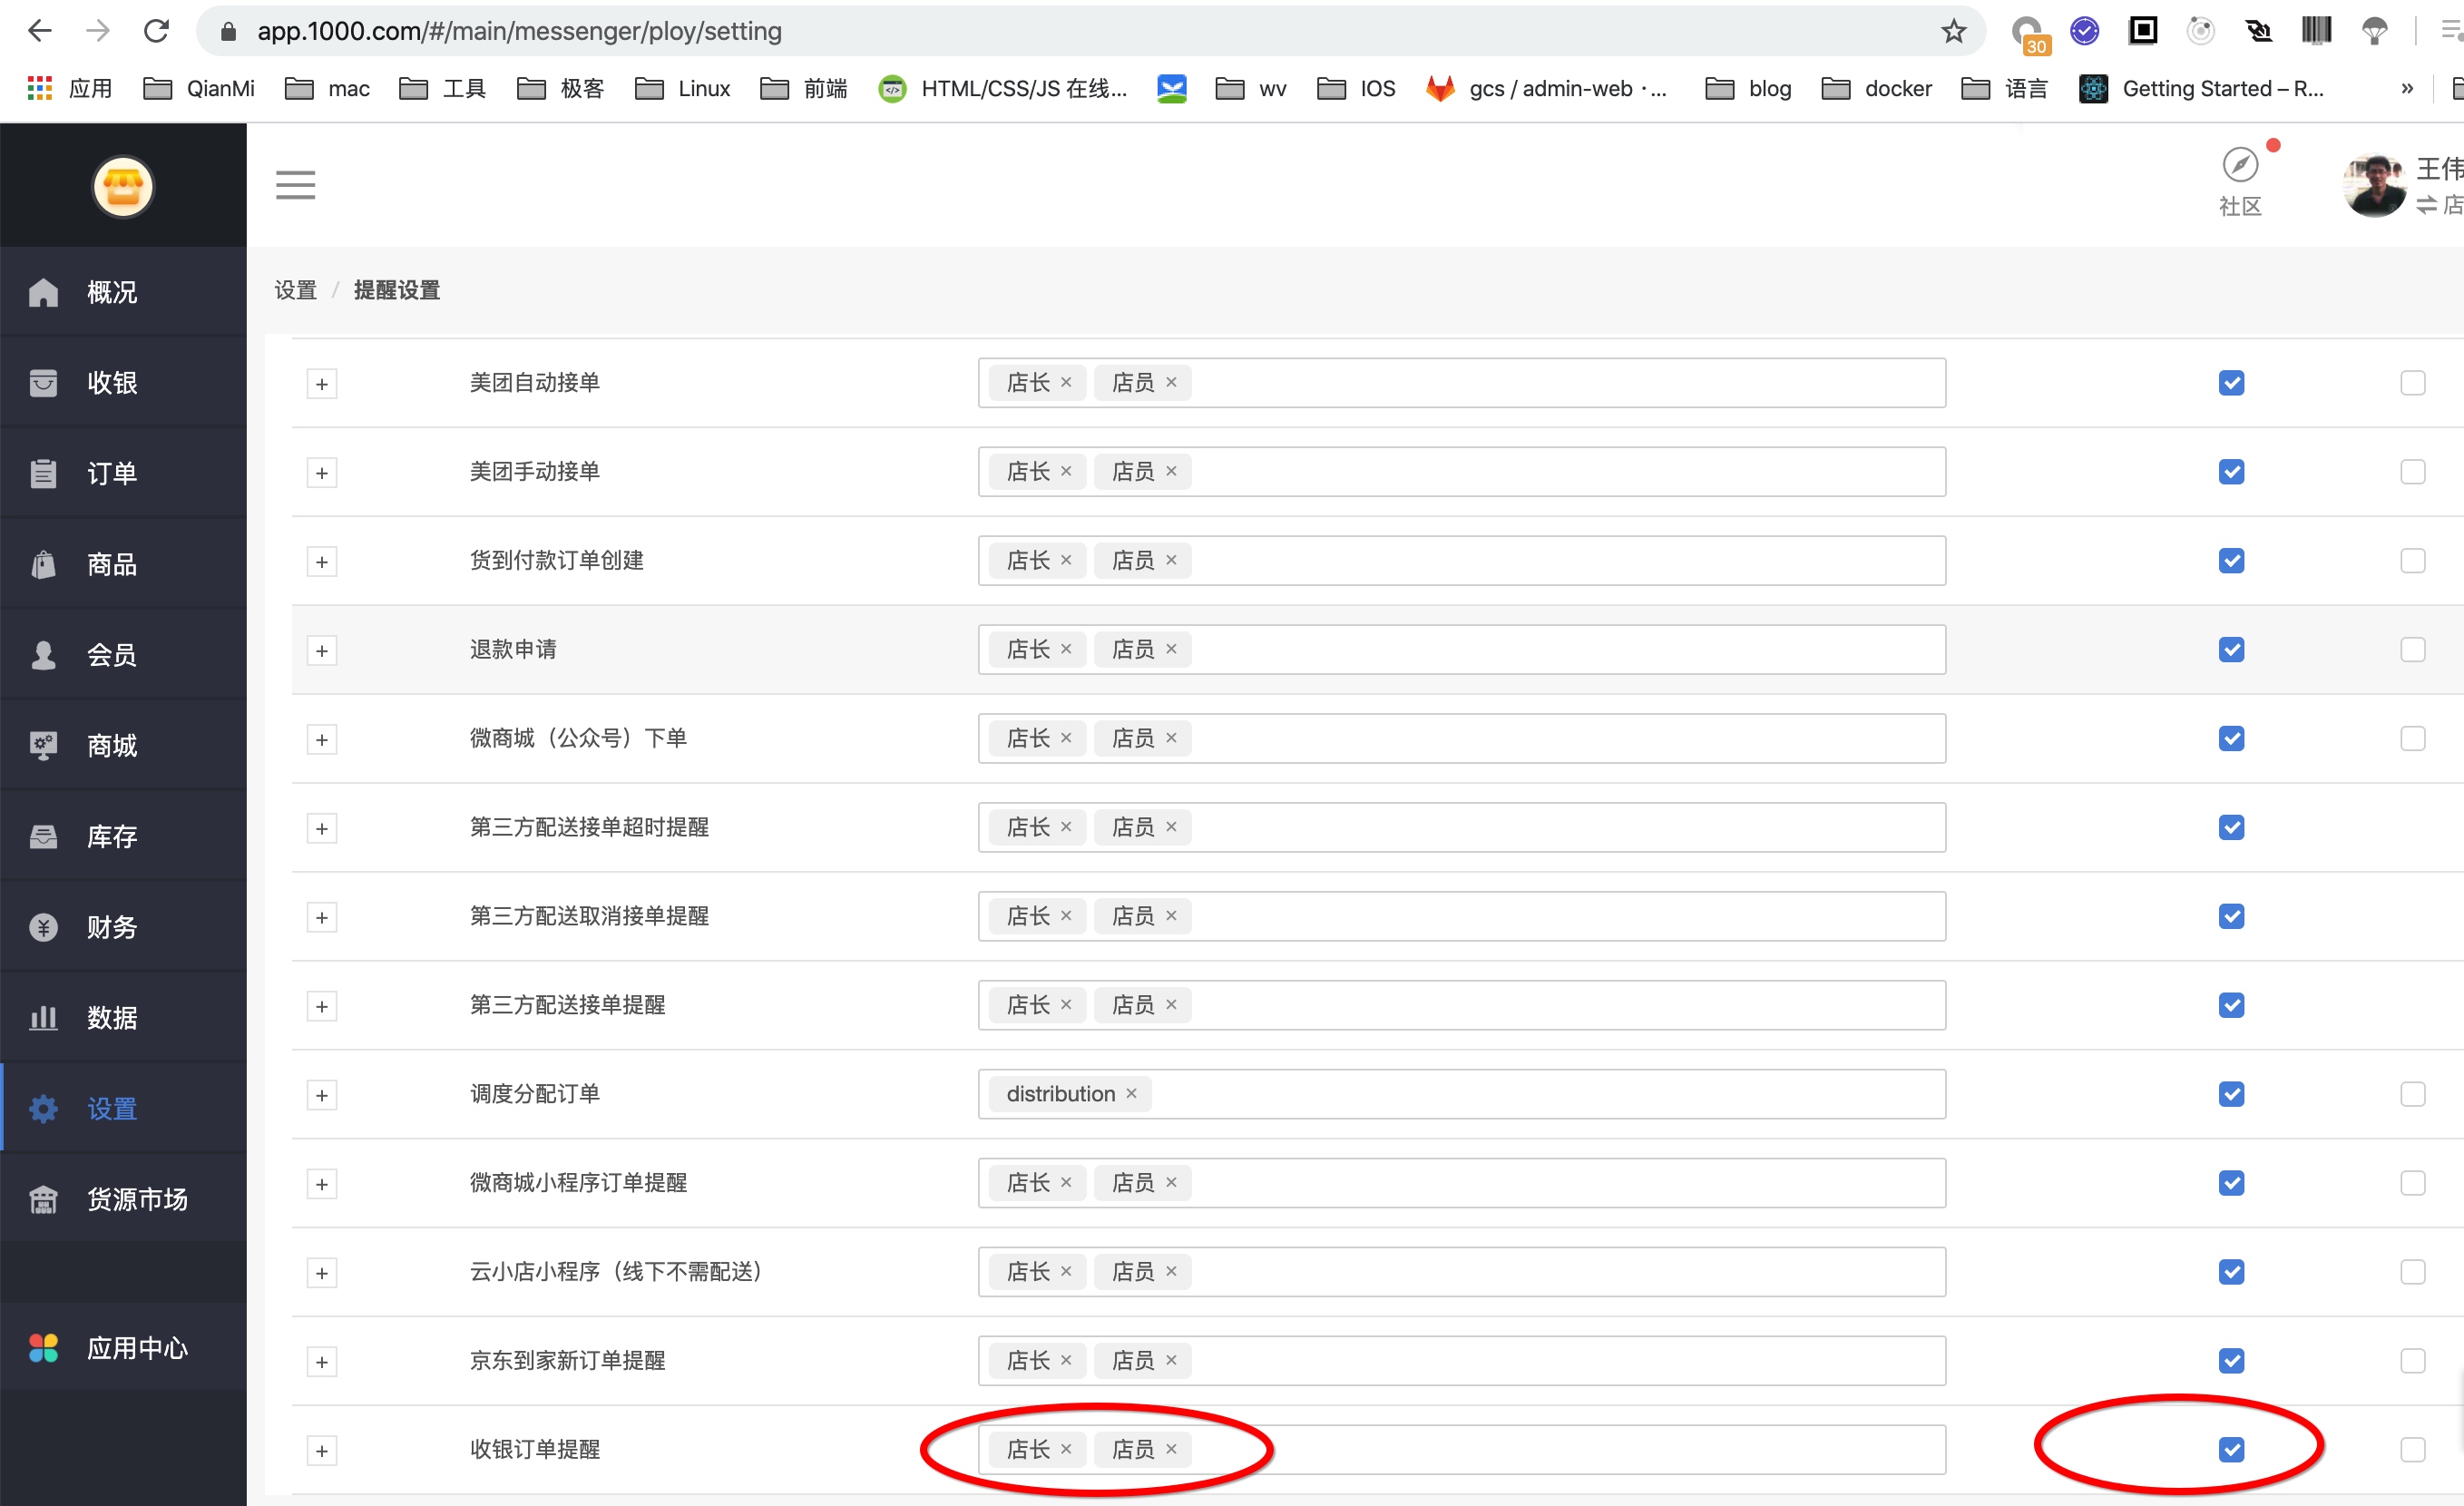 app.1000.com/#/main/messenger/ploy/setting
30
应用 QianMi mac 工具 极客 Linux 前端 HTML/CSS/JS 在线... wv IOS gcs / admin-web · ... blog docker 语言 Getting Started – R... »
社区
王伟
店
概况
收银
订单
商品
会员
商城
库存
财务
数据
设置
货源市场
应用中心
设置 / 提醒设置
+ 美团自动接单 店长 × 店员 ×
+ 美团手动接单 店长 × 店员 ×
+ 货到付款订单创建 店长 × 店员 ×
+ 退款申请 店长 × 店员 ×
+ 微商城（公众号）下单 店长 × 店员 ×
+ 第三方配送接单超时提醒 店长 × 店员 ×
+ 第三方配送取消接单提醒 店长 × 店员 ×
+ 第三方配送接单提醒 店长 × 店员 ×
+ 调度分配订单 distribution ×
+ 微商城小程序订单提醒 店长 × 店员 ×
+ 云小店小程序（线下不需配送） 店长 × 店员 ×
+ 京东到家新订单提醒 店长 × 店员 ×
+ 收银订单提醒 店长 × 店员 ×